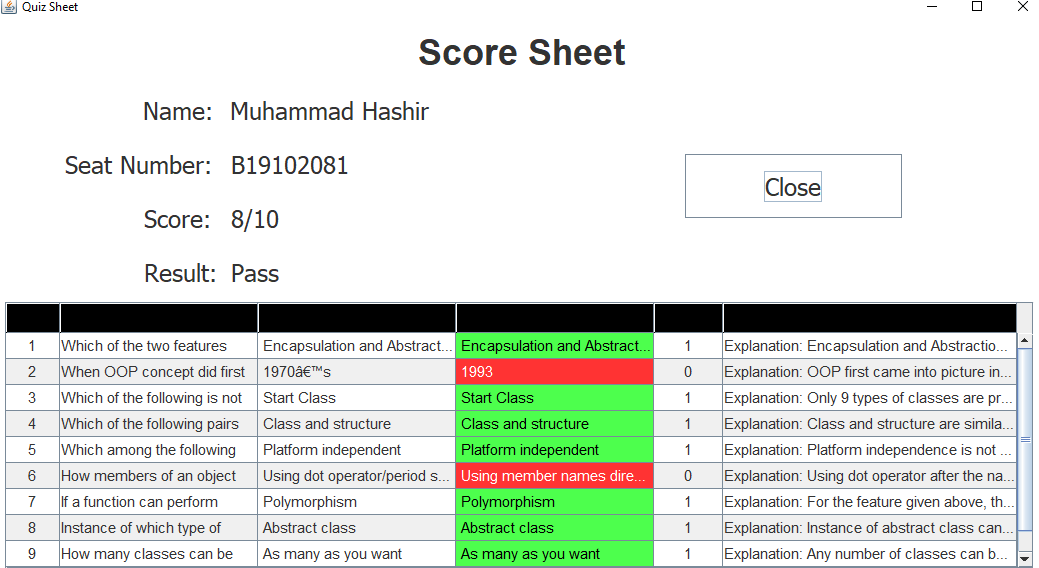 Quiz Sheet
Score Sheet
Name: Muhammad Hashir
Seat Number: B19102081
Close
Score: 8/10
Result: Pass
1 Which of the two features Encapsulation and Abstract... Encapsulation and Abstract... 1 Explanation: Encapsulation and Abstractio...
2 When OOP concept did first 1970â€™s 1993 0 Explanation: OOP first came into picture in...
3 Which of the following is not Start Class Start Class 1 Explanation: Only 9 types of classes are pr...
4 Which of the following pairs Class and structure Class and structure 1 Explanation: Class and structure are simila...
5 Which among the following Platform independent Platform independent 1 Explanation: Platform independence is not ...
6 How members of an object Using dot operator/period s... Using member names dire... 0 Explanation: Using dot operator after the na...
7 If a function can perform Polymorphism Polymorphism 1 Explanation: For the feature given above, th...
8 Instance of which type of Abstract class Abstract class 1 Explanation: Instance of abstract class can...
9 How many classes can be As many as you want As many as you want 1 Explanation: Any number of classes can b...